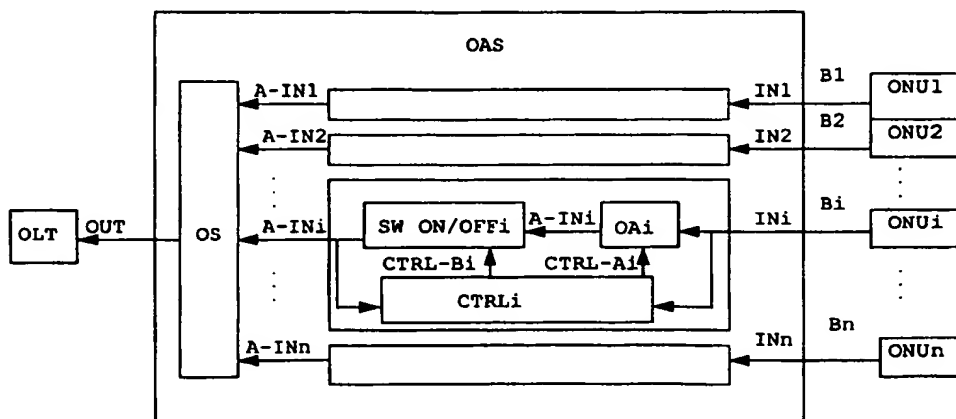 OAS
A-IN1 IN1 B1 ONU1
A-IN2 IN2 B2 ONU2
OLT OUT OS A-INi SW ON/OFFi A-INi OAi INi Bi ONUi
CTRL-Bi CTRL-Ai
CTRLi
A-INn INn Bn ONUn